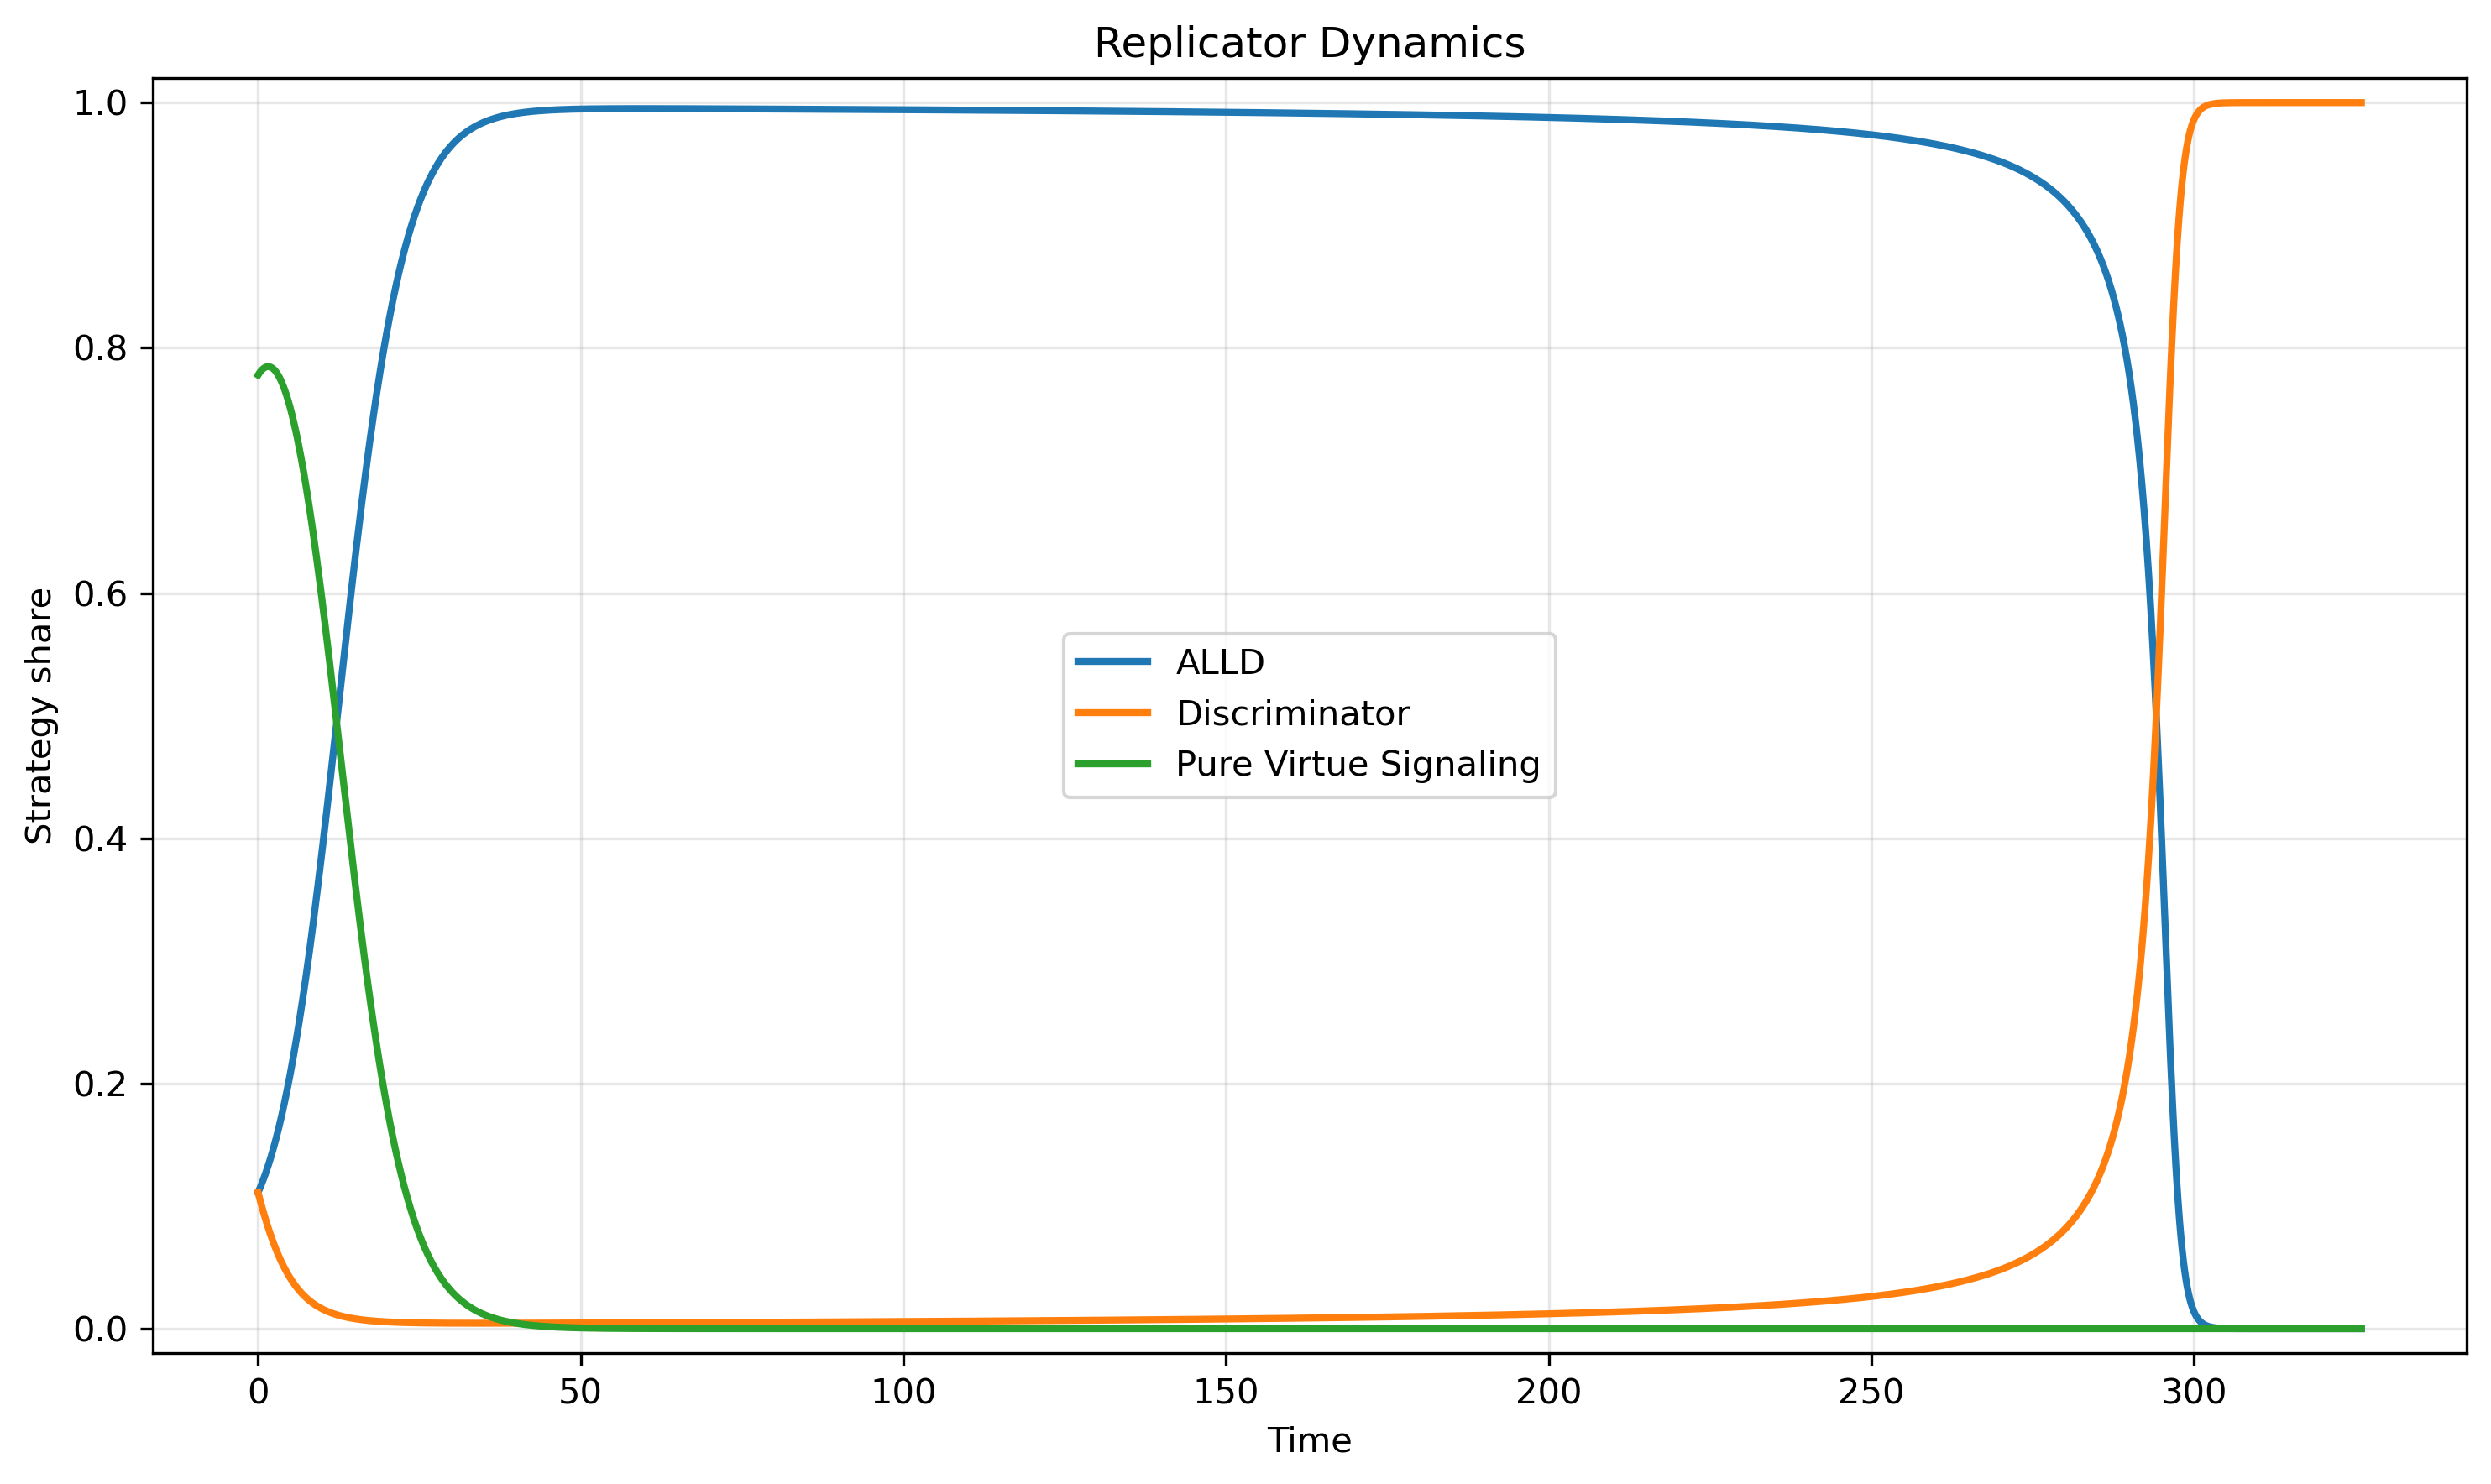 Replicator Dynamics
1.0
0.8
0.6
0.4
0.2
0.0
Strategy share
ALLD
Discriminator
Pure Virtue Signaling
0 50 100 150 200 250 300
Time